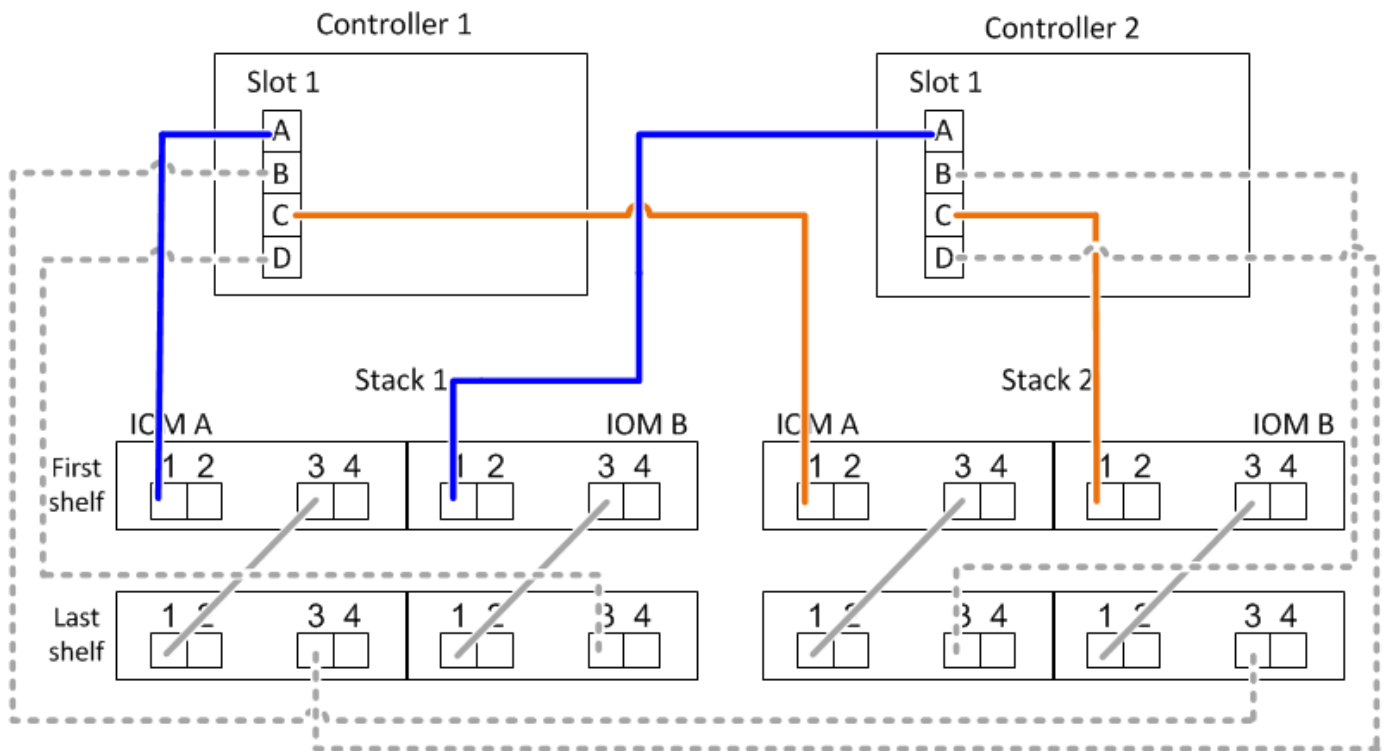 Controller 1
Controller 2
Slot 1
Slot 1
A
A
B
B
C
C
D
D
Stack 1
Stack 2
IOM A
IOM B
IOM A
IOM B
First shelf
1 2
3 4
1 2
3 4
1 2
3 4
1 2
3 4
Last shelf
1 2
3 4
1 2
3 4
1 2
3 4
1 2
3 4